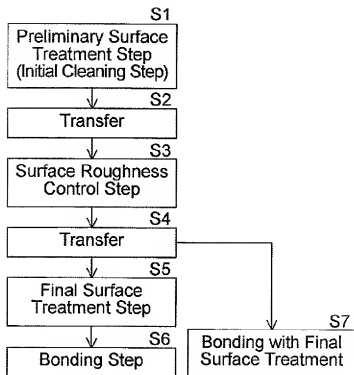 S1
Preliminary Surface
Treatment Step
(Initial Cleaning Step)
S2
Transfer
S3
Surface Roughness
Control Step
S4
Transfer
S5
Final Surface
Treatment Step
S6
Bonding Step
S7
Bonding with Final
Surface Treatment